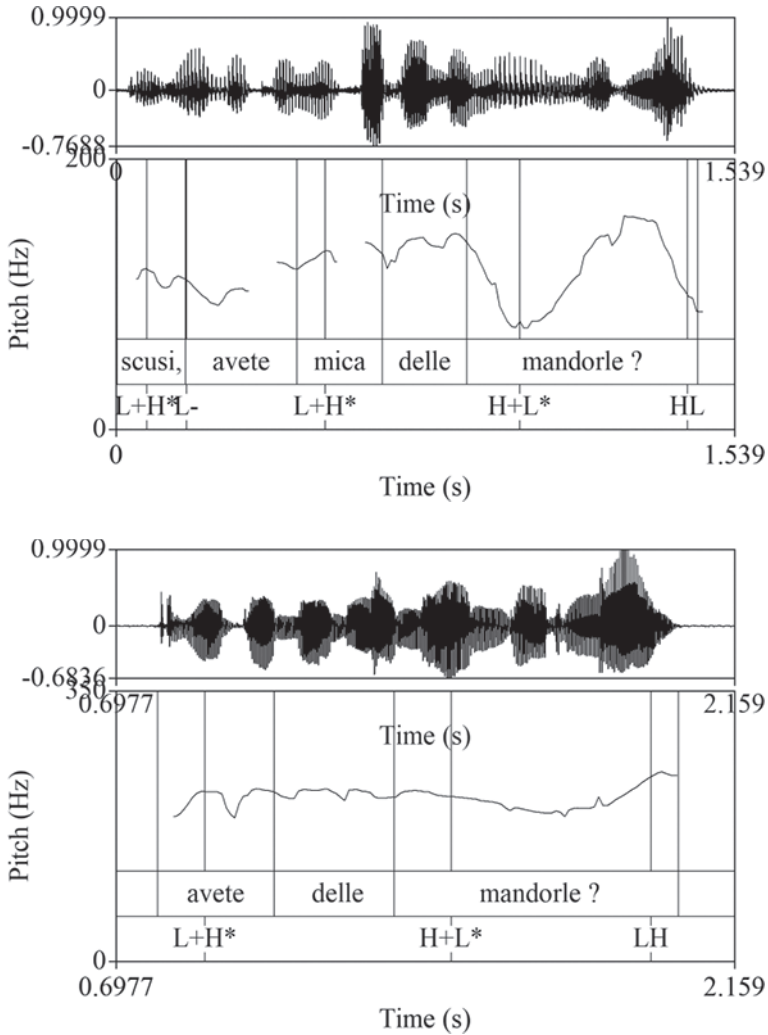 0.9999
0
-0.7688
200
0 1.539
Time (s)
Pitch (Hz)
scusi, avete mica delle mandorle ?
L+H* L- L+H* H+L* HL
0
0 1.539
Time (s)
0.9999
0
-0.6836
350
0.6977 2.159
Time (s)
Pitch (Hz)
avete delle mandorle ?
L+H* H+L* LH
0
0.6977 2.159
Time (s)